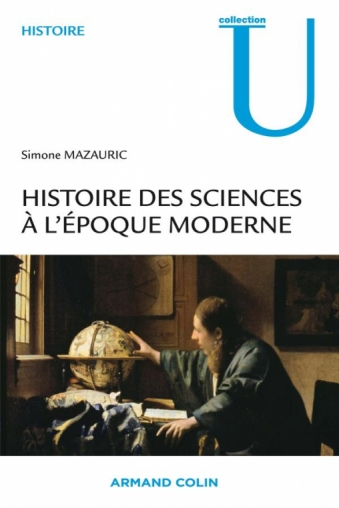 collection
HISTOIRE
U
Simone MAZAURIC
HISTOIRE DES SCIENCES
À L'ÉPOQUE MODERNE
ARMAND COLIN